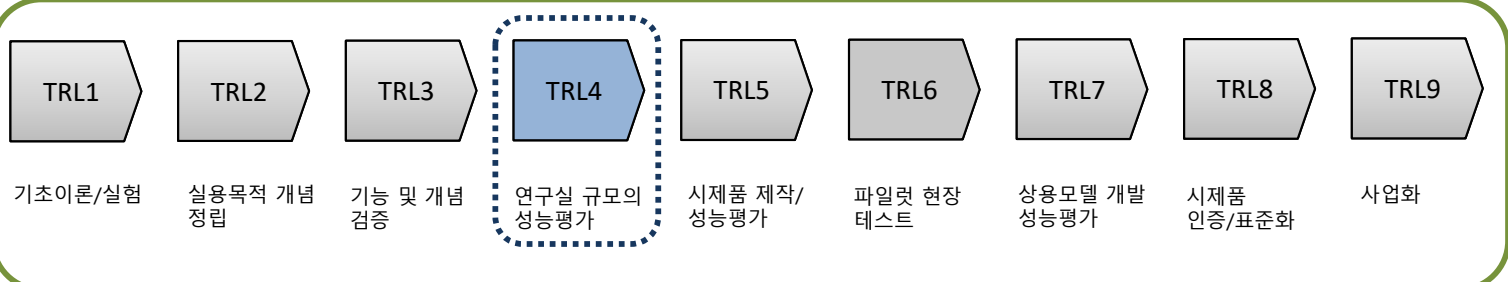 TRL1
TRL2
TRL3
TRL4
TRL5
TRL6
TRL7
TRL8
TRL9
기초이론/실험
실용목적 개념
정립
기능 및 개념
검증
연구실 규모의
성능평가
시제품 제작/
성능평가
파일럿 현장
테스트
상용모델 개발
성능평가
시제품
인증/표준화
사업화